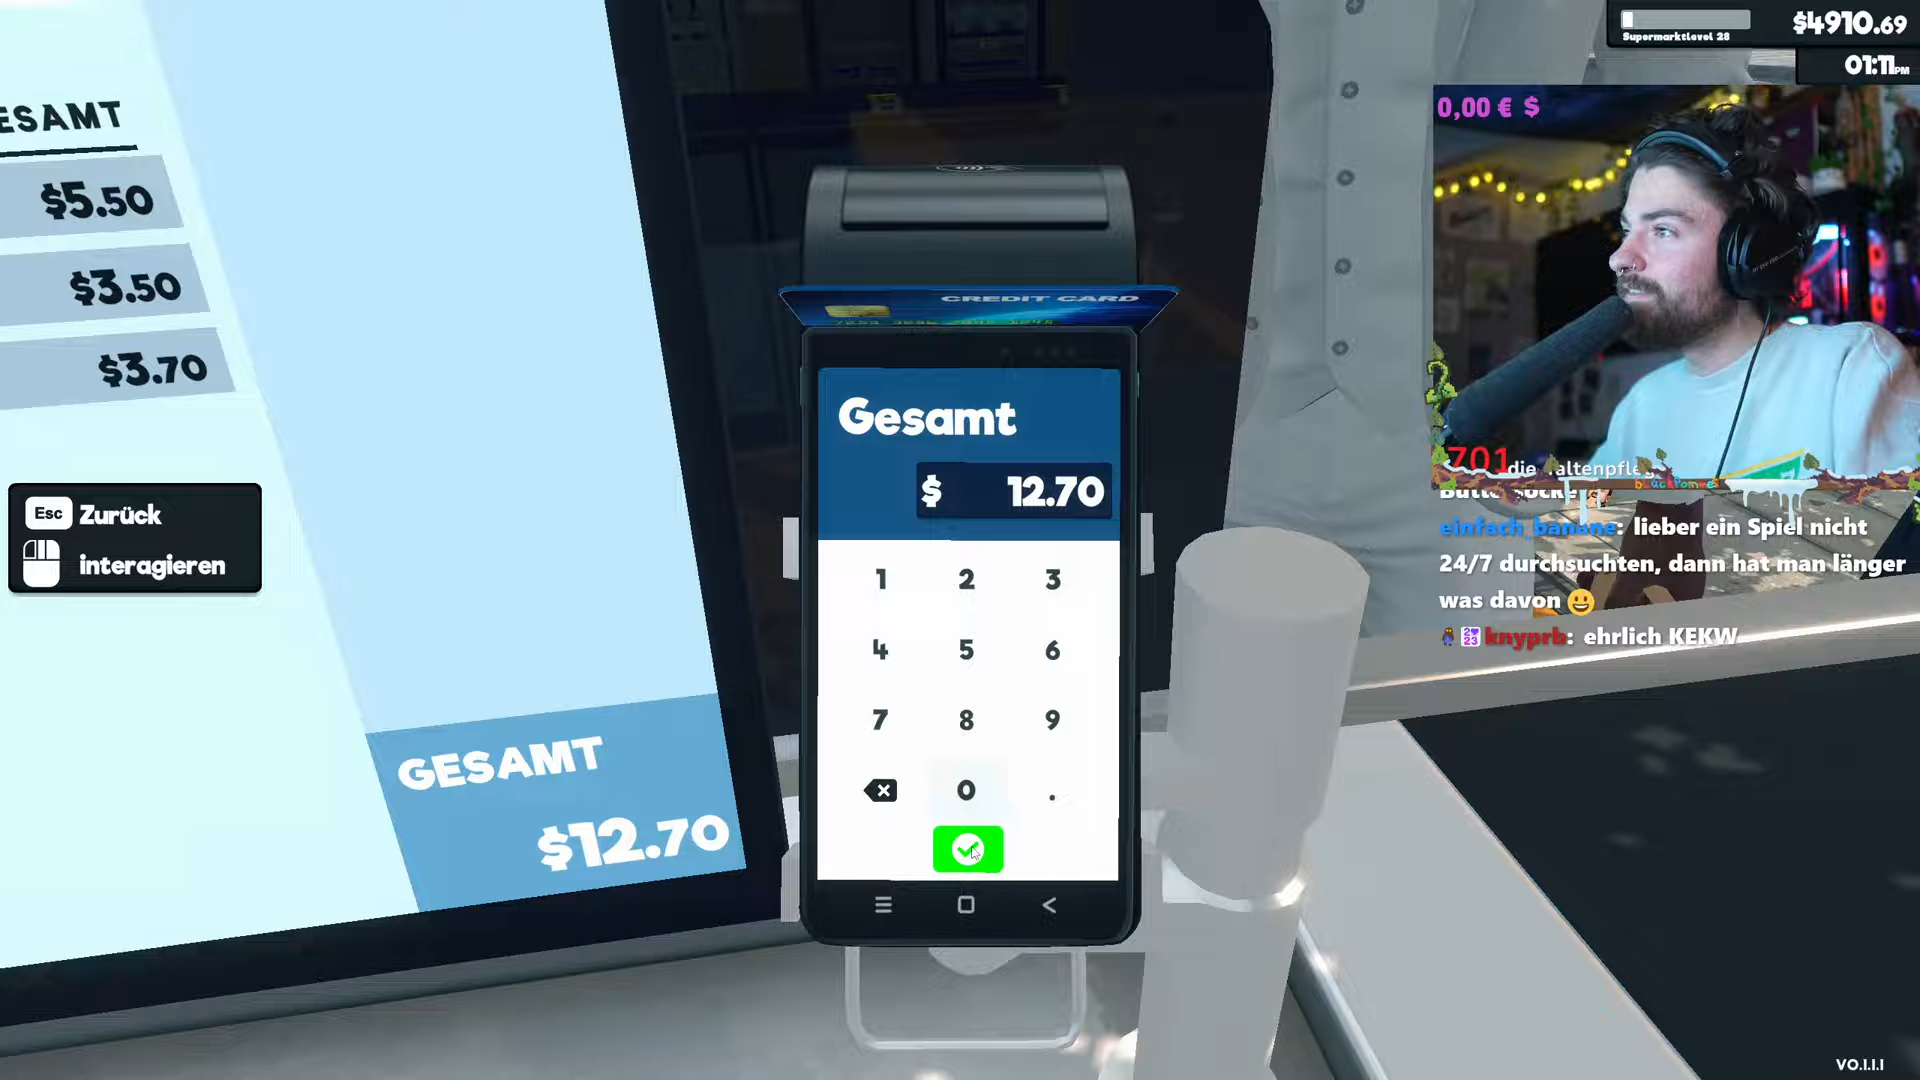 ESAMT
$5.50
$3.50
$3.70
GESAMT
$12.70
Esc Zurück
interagieren
CREDIT CARD
Gesamt
$ 12.70
1 2 3
4 5 6
7 8 9
0 .
$4910.69
Supermarktlevel 28
01:11PM
0,00 € $
701 die
einfach_banane: lieber ein Spiel nicht
24/7 durchsuchten, dann hat man länger
was davon
knyprb: ehrlich KEKW
V0.1.1.1